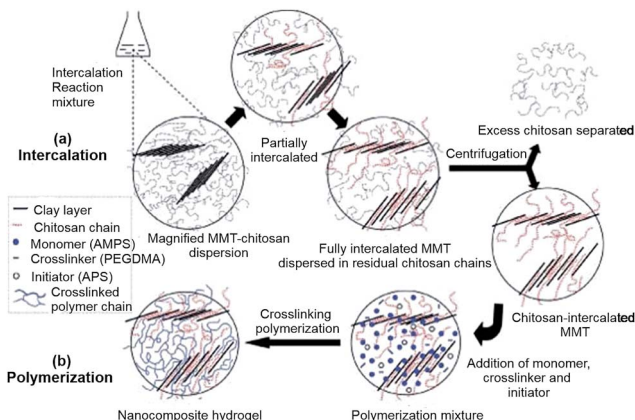 Intercalation
Reaction
mixture
(a)
Intercalation
Partially
intercalated
Excess chitosan separated
Centrifugation
Clay layer
Chitosan chain
Monomer (AMPS)
Crosslinker (PEGDMA)
Initiator (APS)
Crosslinked
polymer chain
Magnified MMT-chitosan
dispersion
Fully intercalated MMT
dispersed in residual chitosan chains
Chitosan-intercalated
MMT
Crosslinking
polymerization
Addition of monomer,
crosslinker and
initiator
(b)
Polymerization
Nanocomposite hydrogel
Polymerization mixture